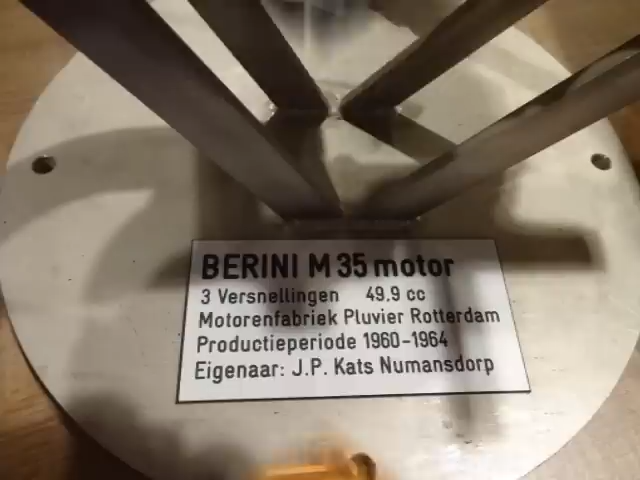 BERINI M 35 motor
3 Versnellingen 49.9 cc
Motorenfabriek Pluvier Rotterdam
Productieperiode 1960-1964
Eigenaar: J.P. Kats Numansdorp